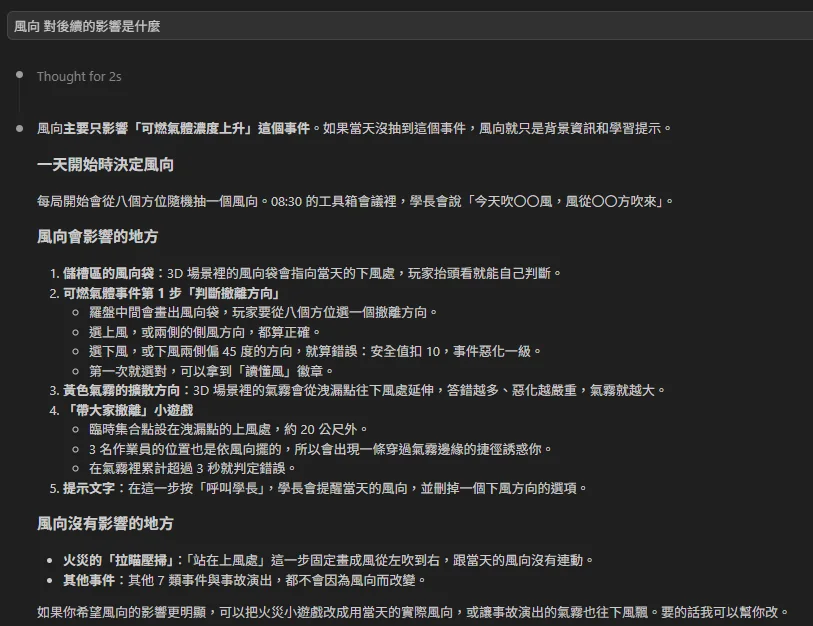 風向 對後續的影響是什麼
Thought for 2s
風向主要只影響「可燃氣體濃度上升」這個事件。如果當天沒抽到這個事件，風向就只是背景資訊和學習提示。
一天開始時決定風向
每局開始會從八個方位隨機抽一個風向。08:30 的工具箱會議裡，學長會說「今天吹〇〇風，風從〇〇方吹來」。
風向會影響的地方
1. 儲槽區的風向袋：3D 場景裡的風向袋會指向當天的下風處，玩家抬頭看就能自己判斷。
2. 可燃氣體事件第 1 步「判斷撤離方向」
○ 羅盤中間會畫出風向袋，玩家要從八個方位選一個撤離方向。
○ 選上風，或兩側的側風方向，都算正確。
○ 選下風，或下風兩側偏 45 度的方向，就算錯誤：安全值扣 10，事件惡化一級。
○ 第一次就選對，可以拿到「讀懂風」徽章。
3. 黃色氣霧的擴散方向：3D 場景裡的氣霧會從洩漏點往下風處延伸，答錯越多、惡化越嚴重，氣霧就越大。
4. 「帶大家撤離」小遊戲
○ 臨時集合點設在洩漏點的上風處，約 20 公尺外。
○ 3 名作業員的位置也是依風向擺的，所以會出現一條穿過氣霧邊緣的捷徑誘惑你。
○ 在氣霧裡累計超過 3 秒就判定錯誤。
5. 提示文字：在這一步按「呼叫學長」，學長會提醒當天的風向，並刪掉一個下風方向的選項。
風向沒有影響的地方
• 火災的「拉瞄壓掃」：「站在上風處」這一步固定畫成風從左吹到右，跟當天的風向沒有連動。
• 其他事件：其他 7 類事件與事故演出，都不會因為風向而改變。
如果你希望風向的影響更明顯，可以把火災小遊戲改成用當天的實際風向，或讓事故演出的氣霧也往下風飄。要的話我可以幫你改。